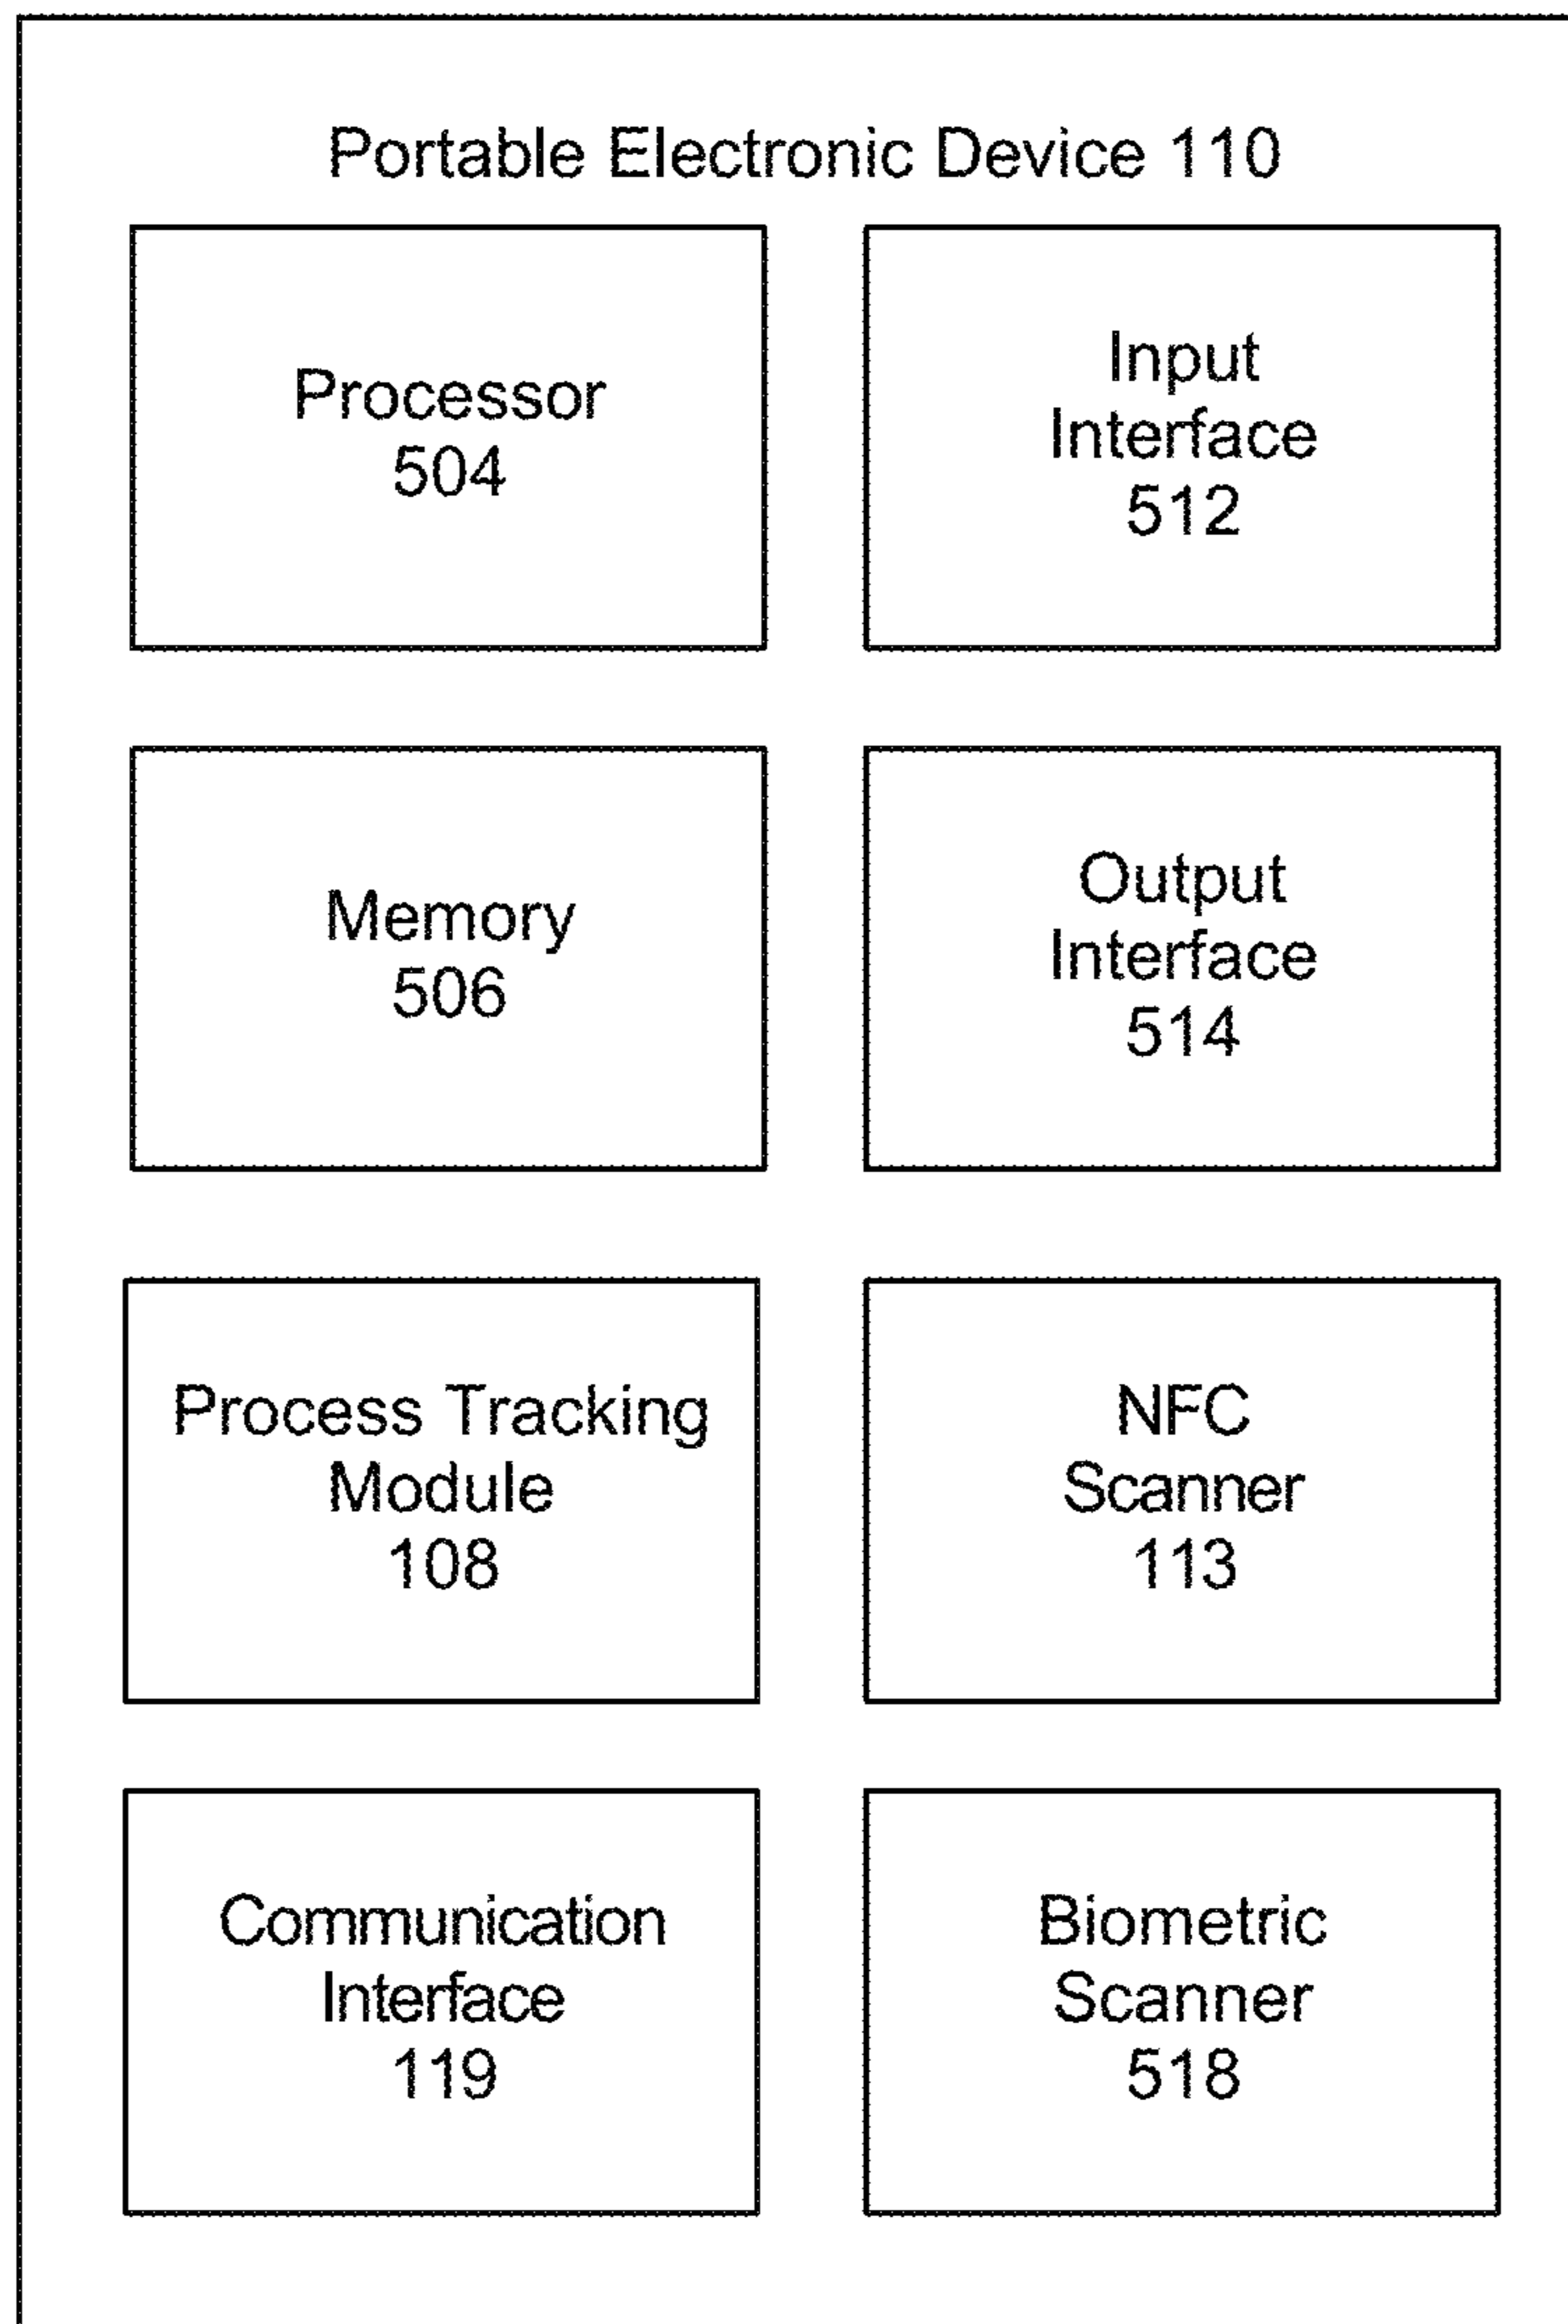 Portable Electronic Device 110
Processor
504
Input
Interface
512
Memory
506
Output
Interface
514
Process Tracking
Module
108
NFC
Scanner
113
Communication
Interface
119
Biometric
Scanner
518